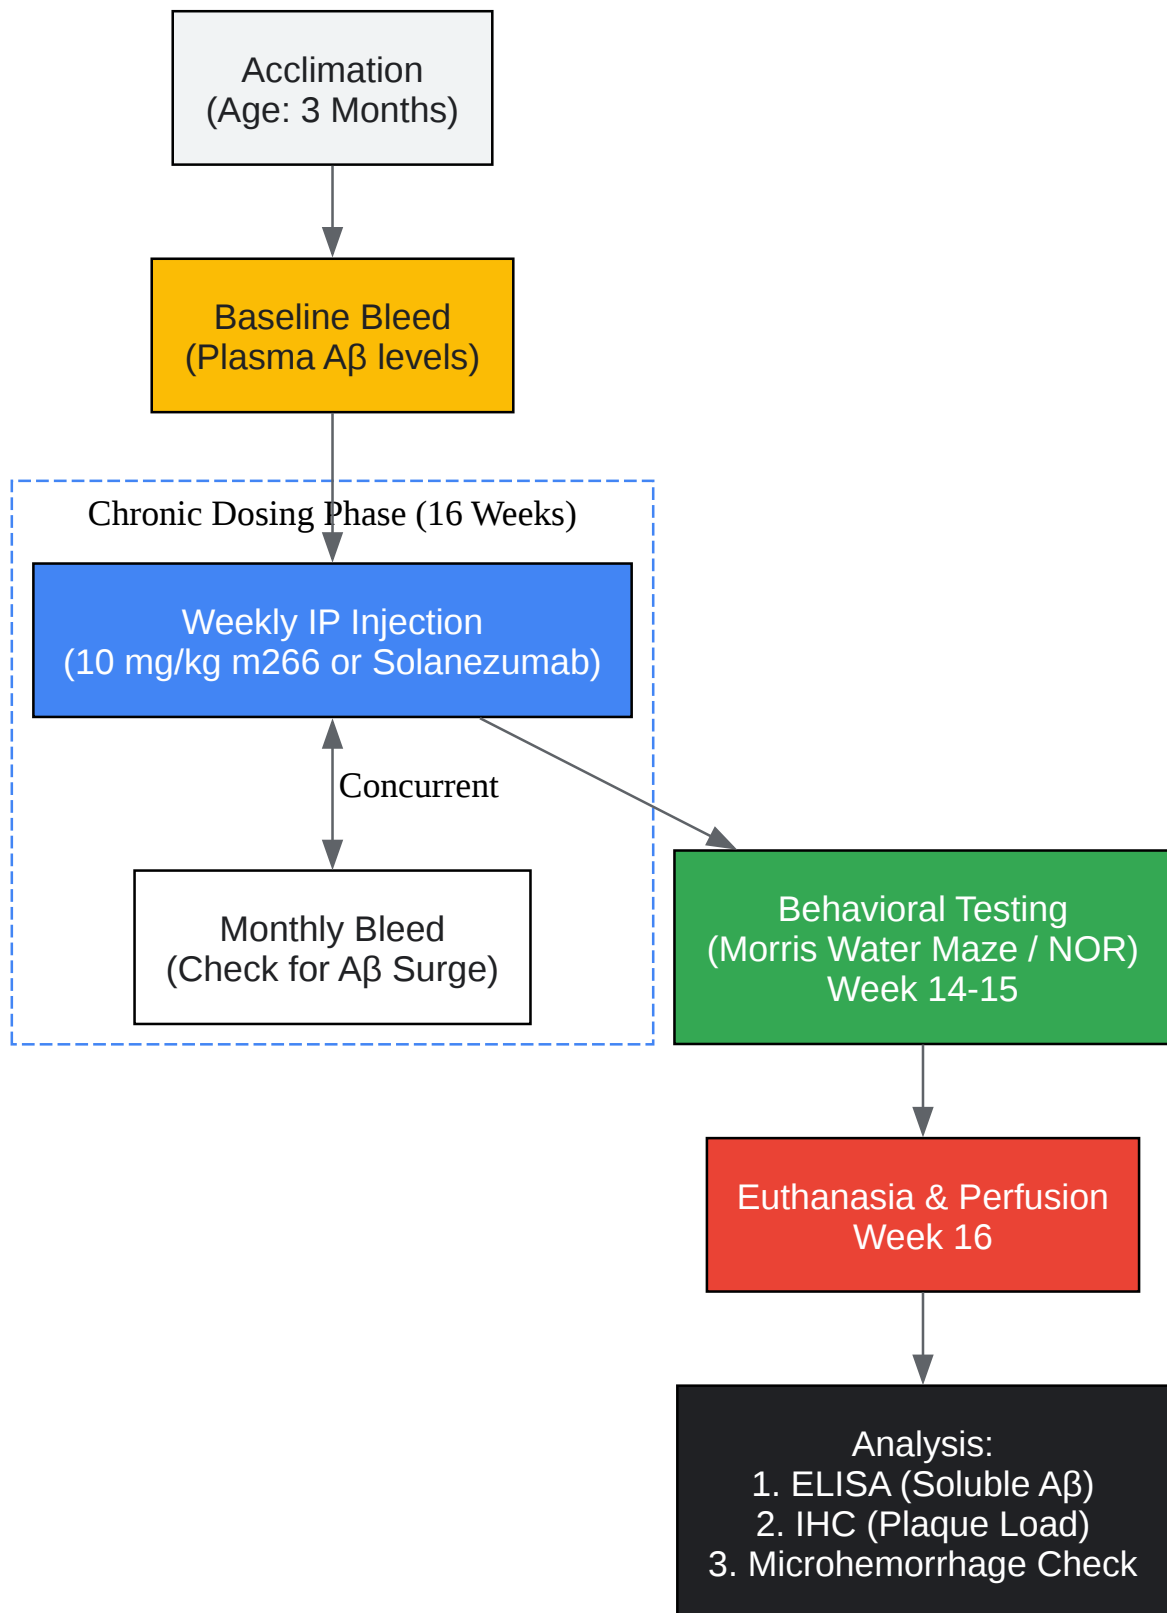 Acclimation
(Age: 3 Months)
Baseline Bleed
(Plasma Aβ levels)
Chronic Dosing Phase (16 Weeks)
Weekly IP Injection
(10 mg/kg m266 or Solanezumab)
Concurrent
Monthly Bleed
(Check for Aβ Surge)
Behavioral Testing
(Morris Water Maze / NOR)
Week 14-15
Euthanasia & Perfusion
Week 16
Analysis:
1. ELISA (Soluble Aβ)
2. IHC (Plaque Load)
3. Microhemorrhage Check